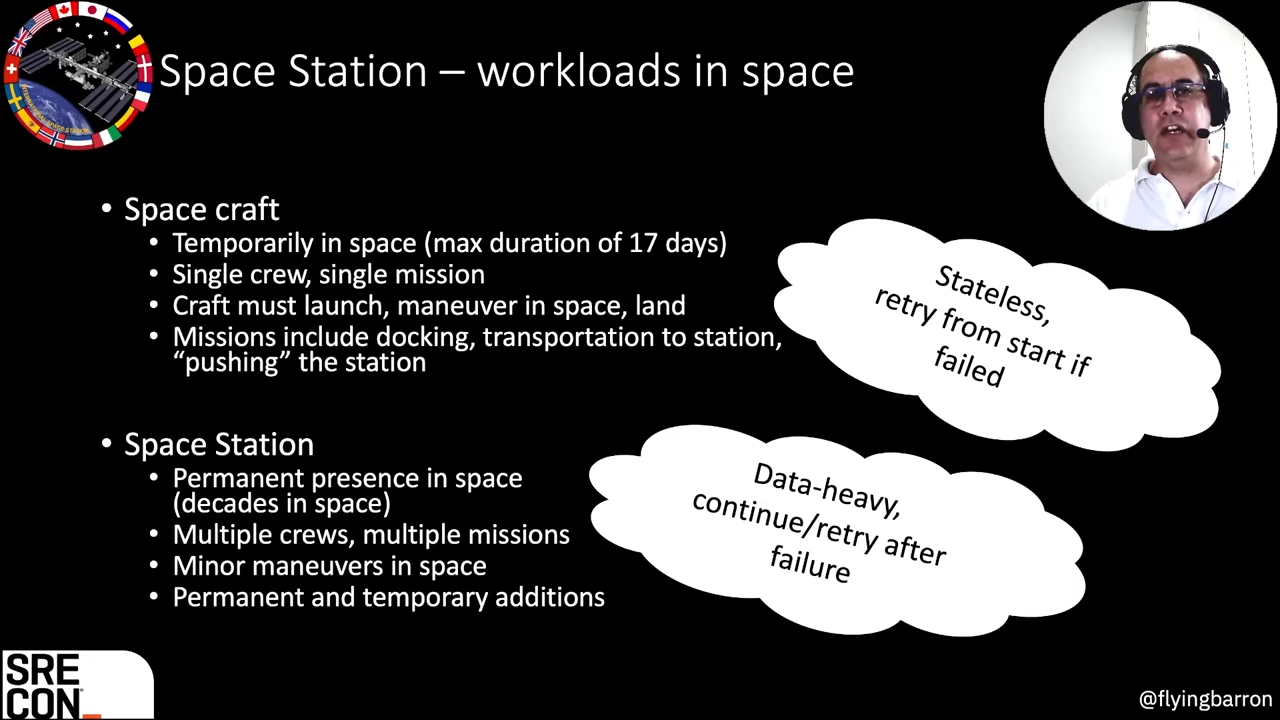 Space Station – workloads in space
INTERNATIONAL SPACE STATION
• Space craft
• Temporarily in space (max duration of 17 days)
• Single crew, single mission
• Craft must launch, maneuver in space, land
• Missions include docking, transportation to station,
“pushing” the station
Stateless,
retry from start if
failed
• Space Station
• Permanent presence in space
(decades in space)
• Multiple crews, multiple missions
• Minor maneuvers in space
• Permanent and temporary additions
Data-heavy,
continue/retry after
failure
SRE
CON
@flyingbarron